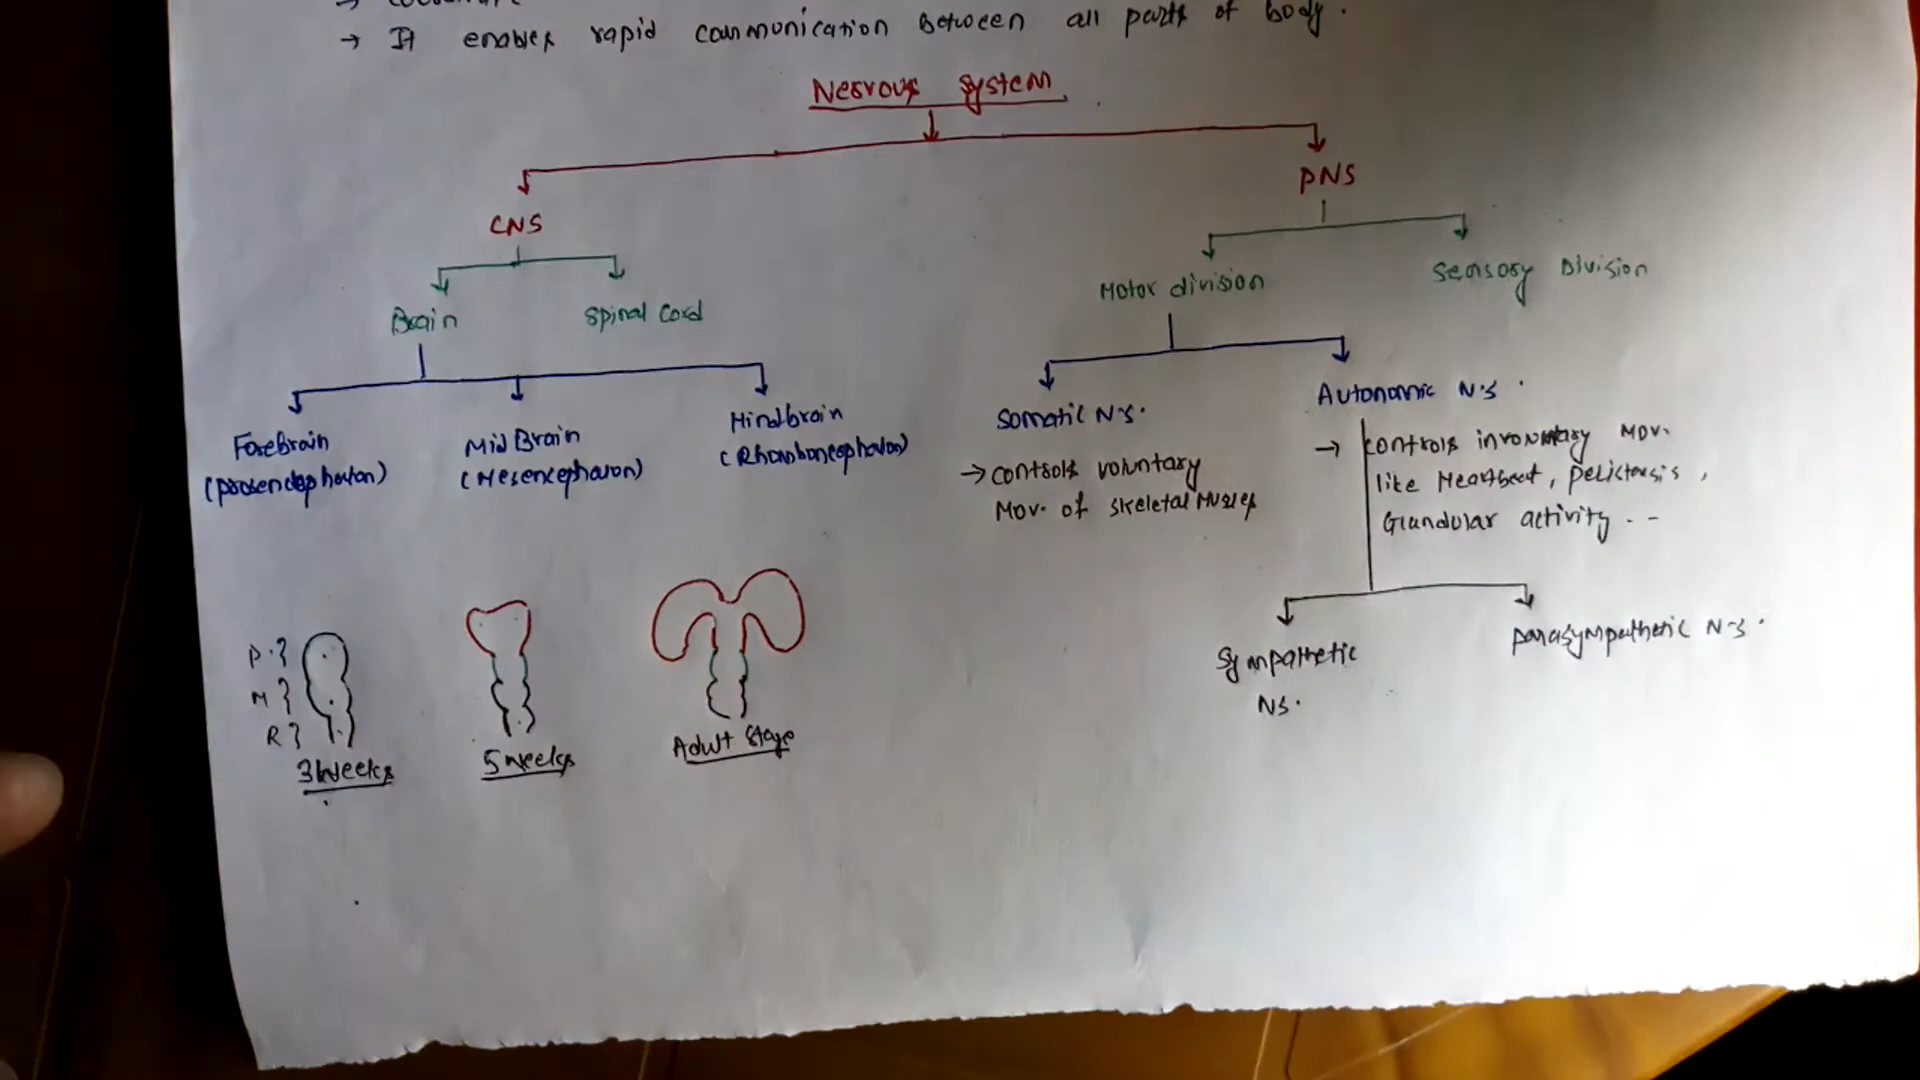 → It enables rapid communication between all parts of body.
Nervous system
CNS
PNS
Brain
Spinal Cord
Motor division
Sensory Division
Forebrain
(prosencephalon)
Mid Brain
(Mesencephalon)
Hindbrain
(Rhombencephalon)
Somatic N.S.
→ controls voluntary
Mov. of skeletal Muscles
Autonomic N.S.
→ controls involuntary Mov.
like Heartbeat, pelictersis,
Glandular activity . -
Sympathetic
NS.
parasympathetic N.S.
P.}
M }
R }
3 Weeks
5 weeks
Adult Stage